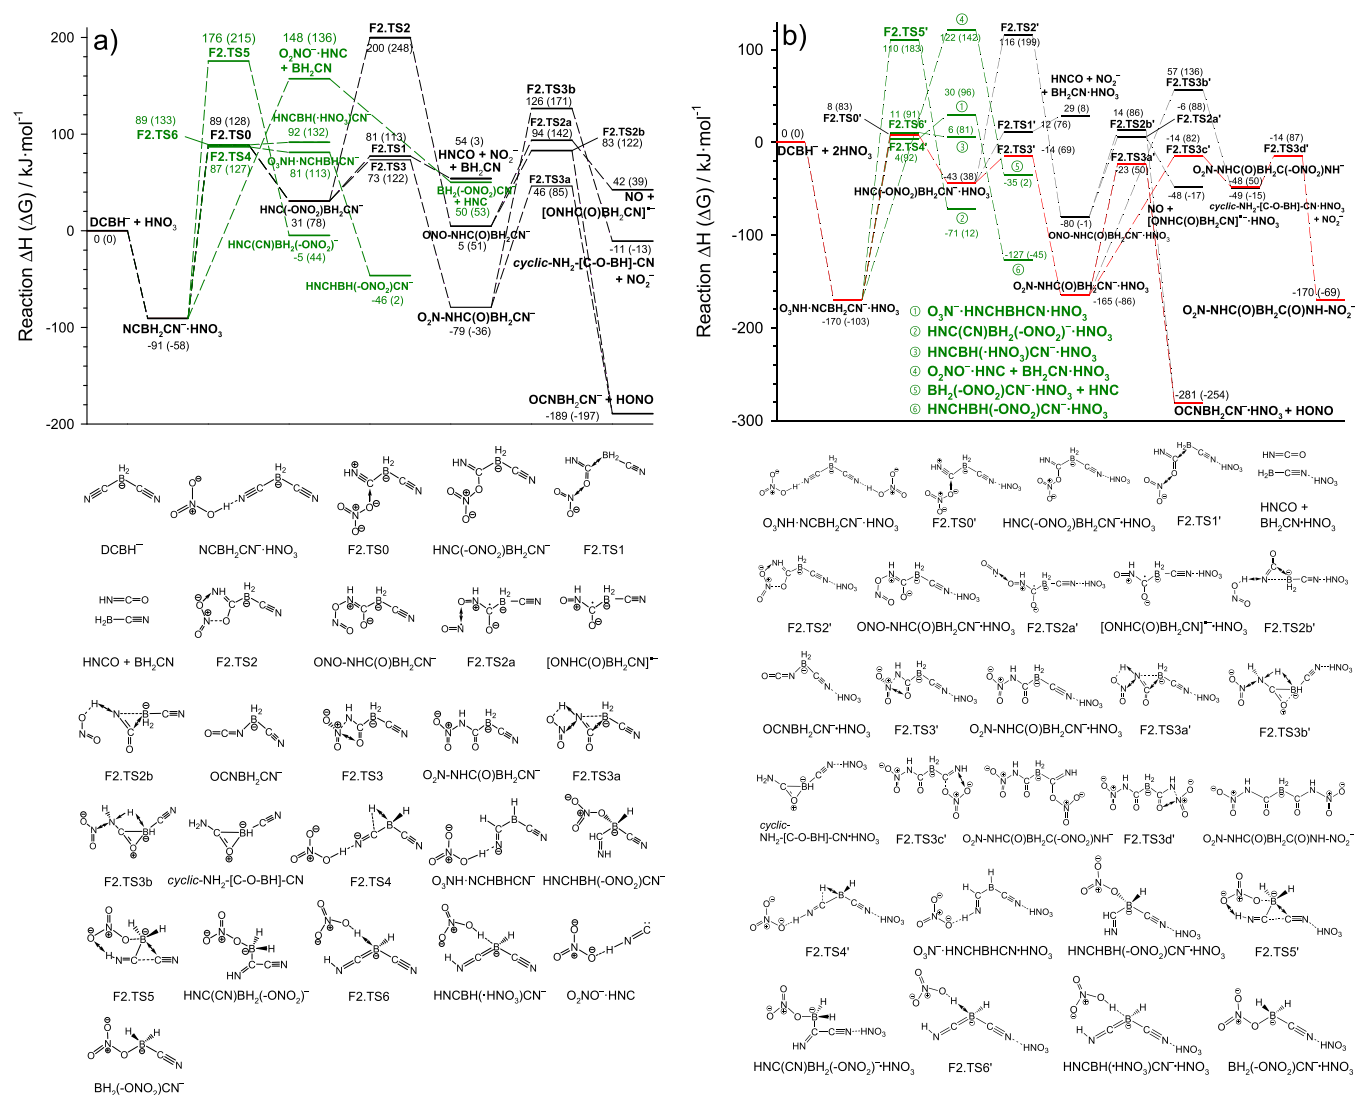 a)
Reaction ΔH (ΔG) / kJ·mol⁻¹
200
100
0
-100
-200
176 (215)
F2.TS5
148 (136)
O₂NO⁻·HNC
+ BH₂CN
F2.TS2
200 (248)
89 (133)
F2.TS6
89 (128)
F2.TS0
F2.TS4
87 (127)
HNCBH(·HNO₃)CN⁻
92 (132)
O₃NH·NCHBHCN⁻
81 (113)
81 (113)
F2.TS1
F2.TS3
73 (122)
54 (3)
HNCO + NO₂⁻
+ BH₂CN
BH₂(-ONO₂)CN⁻
+ HNC
50 (53)
F2.TS3b
126 (171)
F2.TS2a
94 (142)
F2.TS2b
83 (122)
F2.TS3a
46 (85)
42 (39)
NO +
[ONHC(O)BH₂CN]•⁻
-11 (-13)
cyclic-NH₂-[C-O-BH]-CN
+ NO₂⁻
DCBH⁻ + HNO₃
0 (0)
HNC(-ONO₂)BH₂CN⁻
31 (78)
HNC(CN)BH₂(-ONO₂)⁻
-5 (44)
ONO-NHC(O)BH₂CN⁻
5 (51)
HNCHBH(-ONO₂)CN⁻
-46 (2)
O₂N-NHC(O)BH₂CN⁻
-79 (-36)
NCBH₂CN⁻·HNO₃
-91 (-58)
OCNBH₂CN⁻ + HONO
-189 (-197)
b)
Reaction ΔH (ΔG) / kJ·mol⁻¹
100
0
-100
-200
-300
F2.TS5'
110 (183)
④
122 (142)
F2.TS2'
116 (199)
8 (83)
F2.TS0'
11 (91)
F2.TS6'
F2.TS4'
4(92)
30 (96)
①
6 (81)
③
F2.TS1'
12 (76)
F2.TS3'
-14 (69)
HNCO + NO₂⁻
+ BH₂CN·HNO₃
29 (8)
57 (136)
F2.TS3b'
14 (86)
F2.TS2b'
-6 (88)
F2.TS2a'
-14 (82)
F2.TS3c'
-14 (87)
F2.TS3d'
F2.TS3a'
-23 (50)
0 (0)
DCBH⁻ + 2HNO₃
-43 (38)
HNC(-ONO₂)BH₂CN⁻·HNO₃
⑤
-35 (2)
②
-71 (12)
-127 (-45)
⑥
-80 (-1)
ONO-NHC(O)BH₂CN⁻·HNO₃
-48 (-17)
NO +
[ONHC(O)BH₂CN]•⁻·HNO₃
O₂N-NHC(O)BH₂C(-ONO₂)NH⁻
-48 (50)
-49 (-15)
cyclic-NH₂-[C-O-BH]-CN·HNO₃
+ NO₂⁻
O₃NH·NCBH₂CN⁻·HNO₃
-170 (-103)
O₂N-NHC(O)BH₂CN⁻·HNO₃
-165 (-86)
-170 (-69)
O₂N-NHC(O)BH₂C(O)NH-NO₂⁻
-281 (-254)
OCNBH₂CN⁻·HNO₃ + HONO
① O₃N⁻·HNCHBHCN·HNO₃
② HNC(CN)BH₂(-ONO₂)⁻·HNO₃
③ HNCBH(·HNO₃)CN⁻·HNO₃
④ O₂NO⁻·HNC + BH₂CN·HNO₃
⑤ BH₂(-ONO₂)CN⁻·HNO₃ + HNC
⑥ HNCHBH(-ONO₂)CN⁻·HNO₃
DCBH⁻
NCBH₂CN⁻·HNO₃
F2.TS0
HNC(-ONO₂)BH₂CN⁻
F2.TS1
HNCO + BH₂CN
F2.TS2
ONO-NHC(O)BH₂CN⁻
F2.TS2a
[ONHC(O)BH₂CN]•⁻
F2.TS2b
OCNBH₂CN⁻
F2.TS3
O₂N-NHC(O)BH₂CN⁻
F2.TS3a
F2.TS3b
cyclic-NH₂-[C-O-BH]-CN
F2.TS4
O₃NH·NCHBHCN⁻
HNCHBH(-ONO₂)CN⁻
F2.TS5
HNC(CN)BH₂(-ONO₂)⁻
F2.TS6
HNCBH(·HNO₃)CN⁻
O₂NO⁻·HNC
BH₂(-ONO₂)CN⁻
O₃NH·NCBH₂CN⁻·HNO₃
F2.TS0'
HNC(-ONO₂)BH₂CN⁻·HNO₃
F2.TS1'
HNCO +
BH₂CN·HNO₃
F2.TS2'
ONO-NHC(O)BH₂CN⁻·HNO₃
F2.TS2a'
[ONHC(O)BH₂CN]•⁻·HNO₃
F2.TS2b'
OCNBH₂CN⁻·HNO₃
F2.TS3'
O₂N-NHC(O)BH₂CN⁻·HNO₃
F2.TS3a'
F2.TS3b'
cyclic-
NH₂-[C-O-BH]-CN·HNO₃
F2.TS3c'
O₂N-NHC(O)BH₂C(-ONO₂)NH⁻
F2.TS3d'
O₂N-NHC(O)BH₂C(O)NH-NO₂⁻
F2.TS4'
O₃N⁻·HNCHBHCN·HNO₃
HNCHBH(-ONO₂)CN⁻·HNO₃
F2.TS5'
HNC(CN)BH₂(-ONO₂)⁻·HNO₃
F2.TS6'
HNCBH(·HNO₃)CN⁻·HNO₃
BH₂(-ONO₂)CN⁻·HNO₃